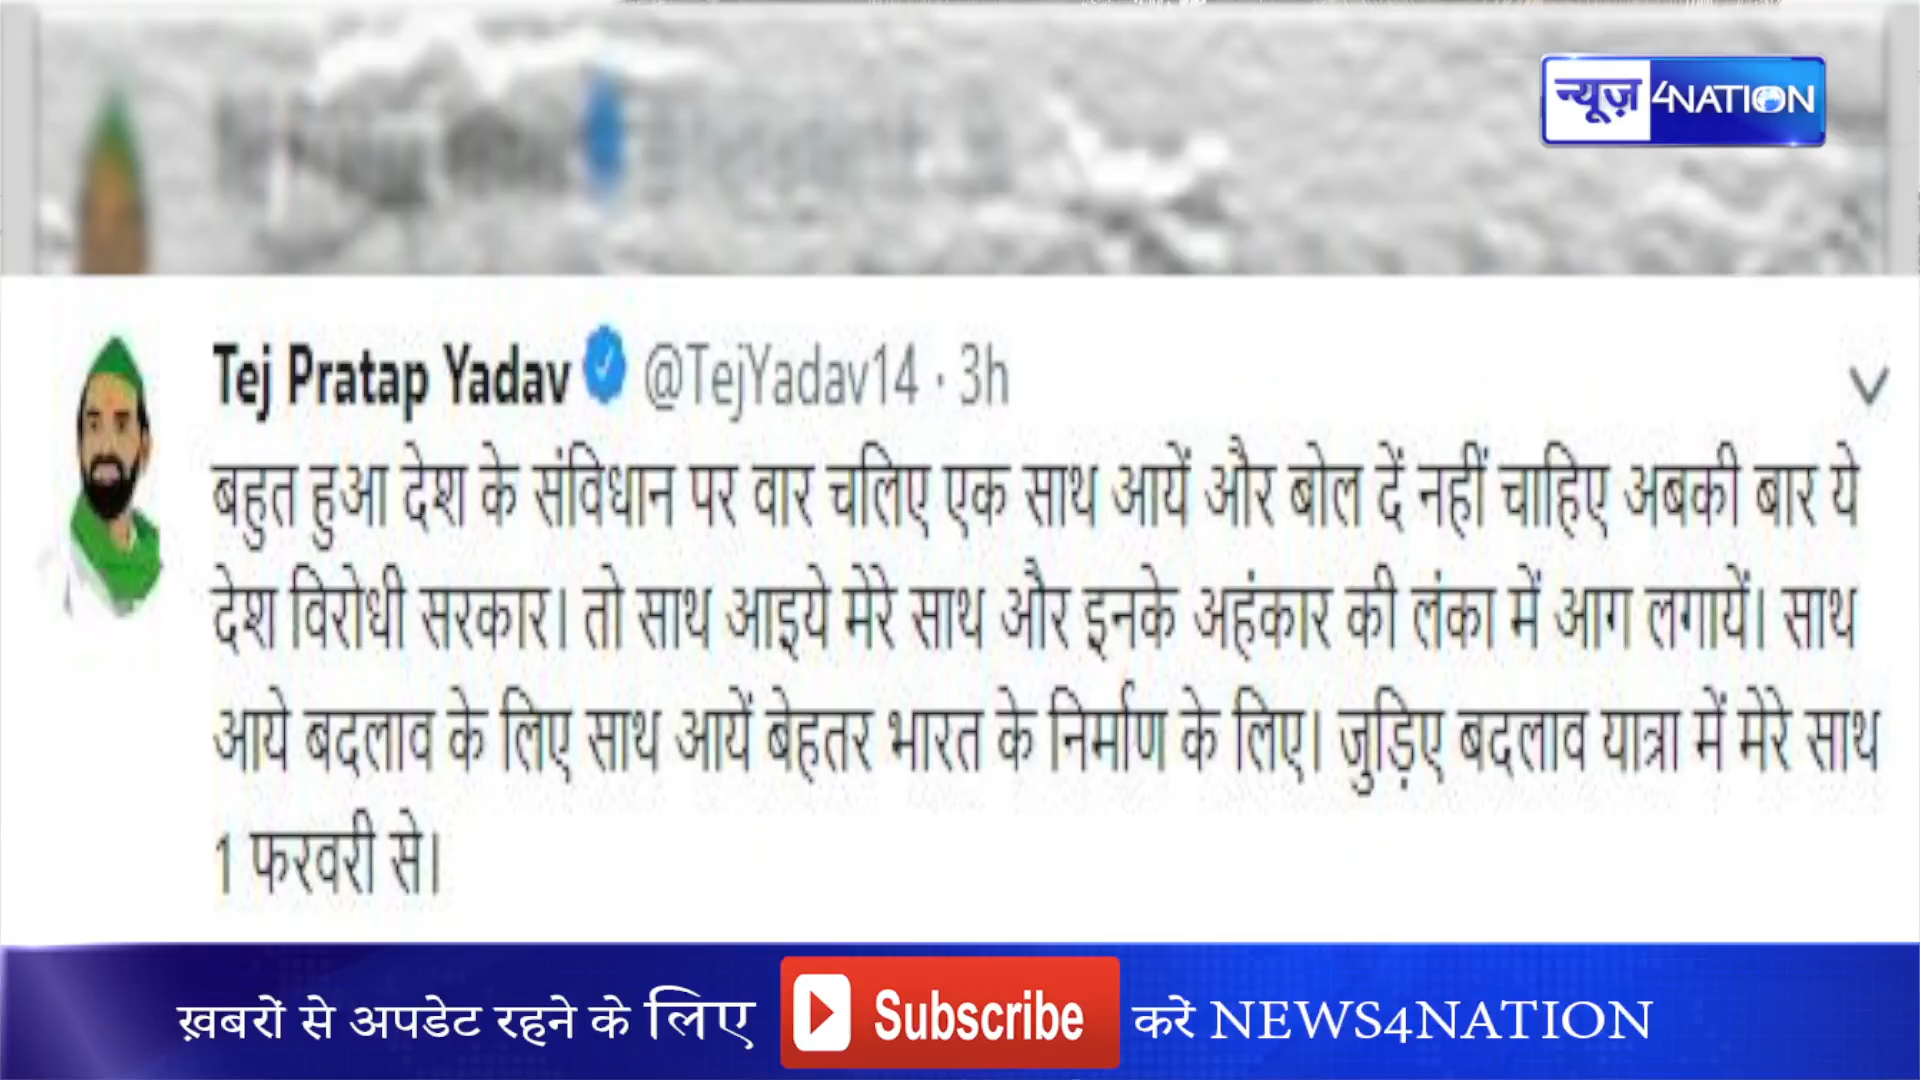 न्यूज़ 4NATION
Tej Pratap Yadav @TejYadav14 · 3h
बहुत हुआ देश के संविधान पर वार चलिए एक साथ आयें और बोल दें नहीं चाहिए अबकी बार ये
देश विरोधी सरकार। तो साथ आइये मेरे साथ और इनके अहंकार की लंका में आग लगायें। साथ
आये बदलाव के लिए साथ आयें बेहतर भारत के निर्माण के लिए। जुड़िए बदलाव यात्रा में मेरे साथ
1 फरवरी से।
ख़बरों से अपडेट रहने के लिए Subscribe करें NEWS4NATION